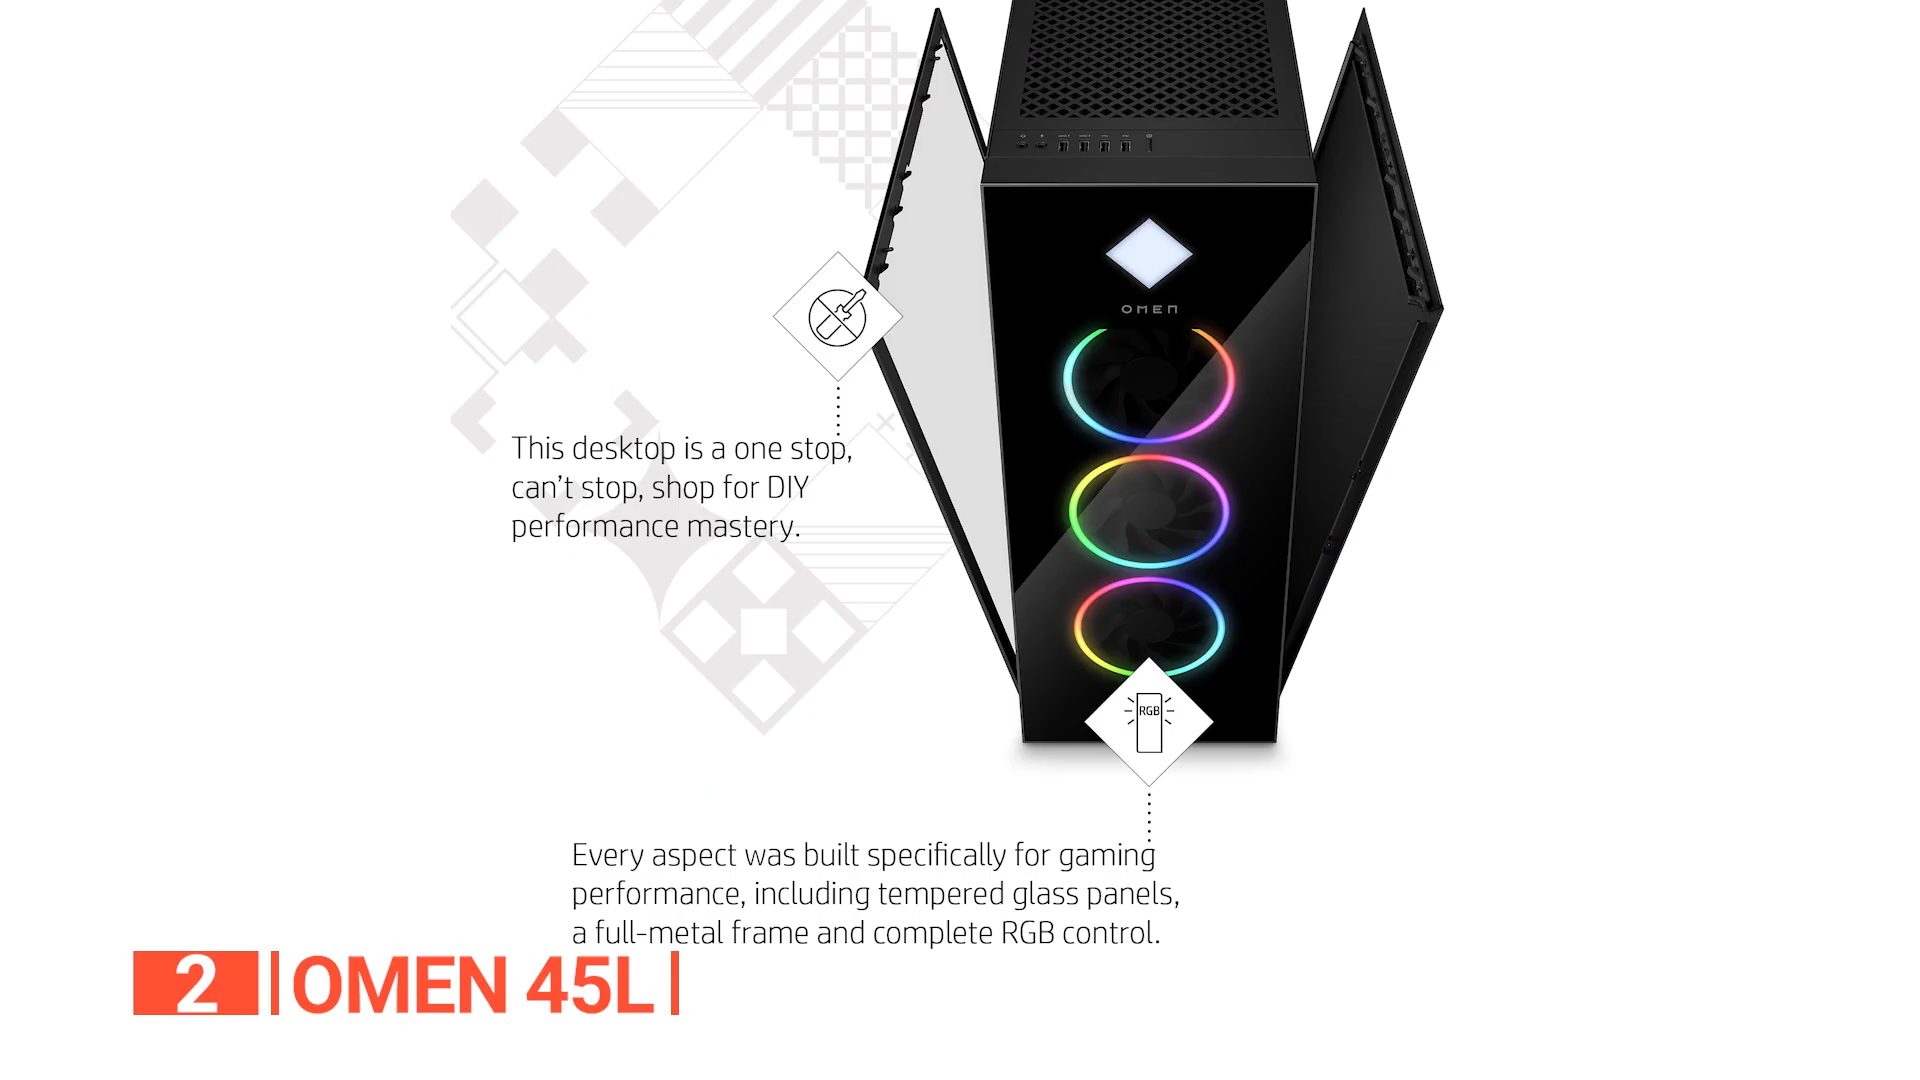 OMEN
This desktop is a one stop,
can’t stop, shop for DIY
performance mastery.
RGB
Every aspect was built specifically for gaming
performance, including tempered glass panels,
a full-metal frame and complete RGB control.
2
OMEN 45L